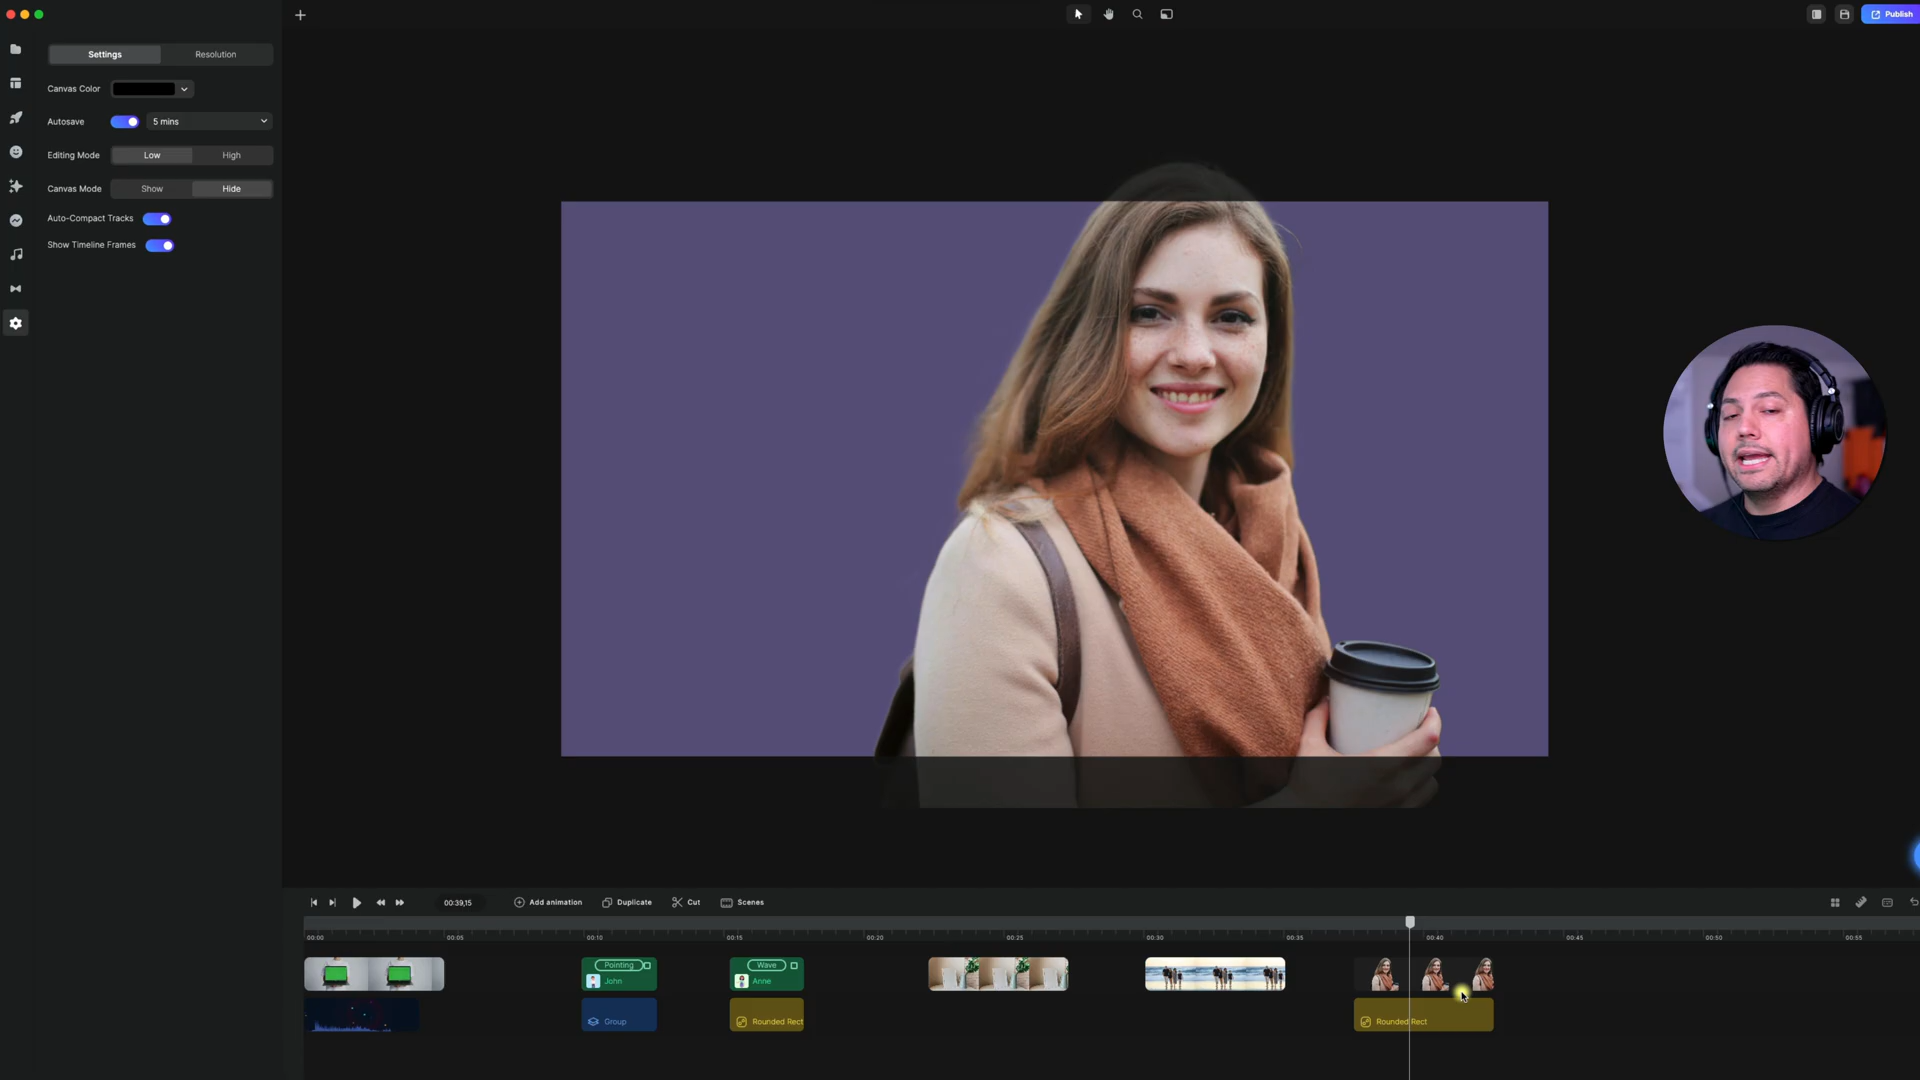 Publish
Settings
Resolution
Canvas Color
Autosave
5 mins
Editing Mode
Low
High
Canvas Mode
Show
Hide
Auto-Compact Tracks
Show Timeline Frames
00:39,15
Add animation
Duplicate
Cut
Scenes
00:00
00:05
00:10
00:15
00:20
00:25
00:30
00:35
00:40
00:45
00:50
00:55
Pointing
John
Wave
Anne
Group
Rounded Rect
Rounded Rect